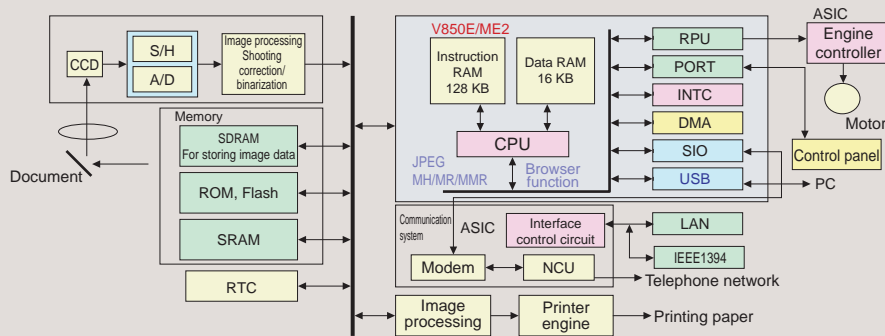 CCD
S/H
A/D
Image processing
Shooting
correction/
binarization
Document
Memory
SDRAM
For storing image data
ROM, Flash
SRAM
RTC
V850E/ME2
Instruction
RAM
128 KB
Data RAM
16 KB
CPU
JPEG
MH/MR/MMR
Browser
function
RPU
PORT
INTC
DMA
SIO
USB
ASIC
Engine
controller
Motor
Control panel
PC
Communication
system
ASIC
Interface
control circuit
Modem
NCU
LAN
IEEE1394
Telephone network
Image
processing
Printer
engine
Printing paper